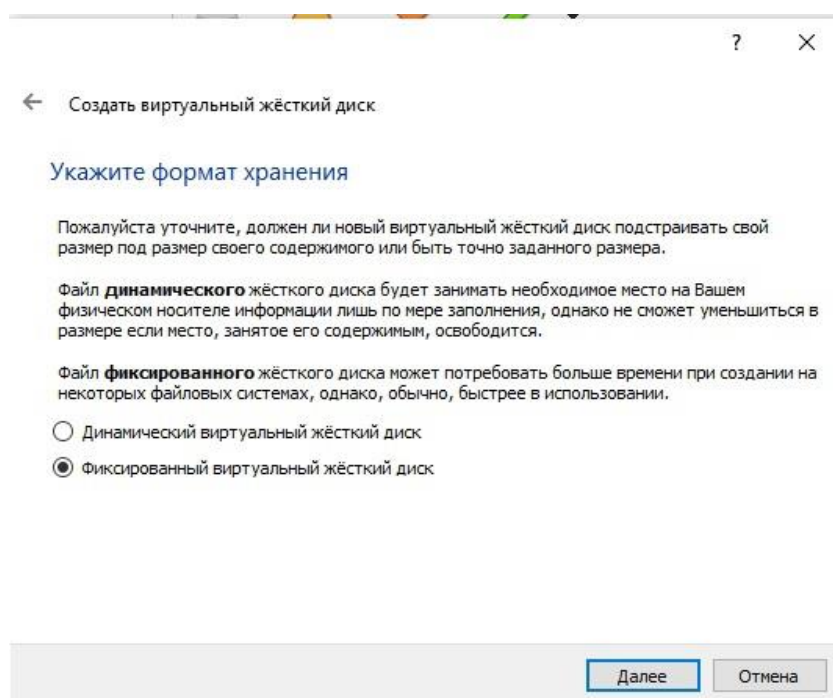 ?
Создать виртуальный жёсткий диск
Укажите формат хранения
Пожалуйста уточните, должен ли новый виртуальный жёсткий диск подстраивать свой
размер под размер своего содержимого или быть точно заданного размера.
Файл динамического жёсткого диска будет занимать необходимое место на Вашем
физическом носителе информации лишь по мере заполнения, однако не сможет уменьшиться в
размере если место, занятое его содержимым, освободится.
Файл фиксированного жёсткого диска может потребовать больше времени при создании на
некоторых файловых системах, однако, обычно, быстрее в использовании.
Динамический виртуальный жёсткий диск
Фиксированный виртуальный жёсткий диск
Далее Отмена